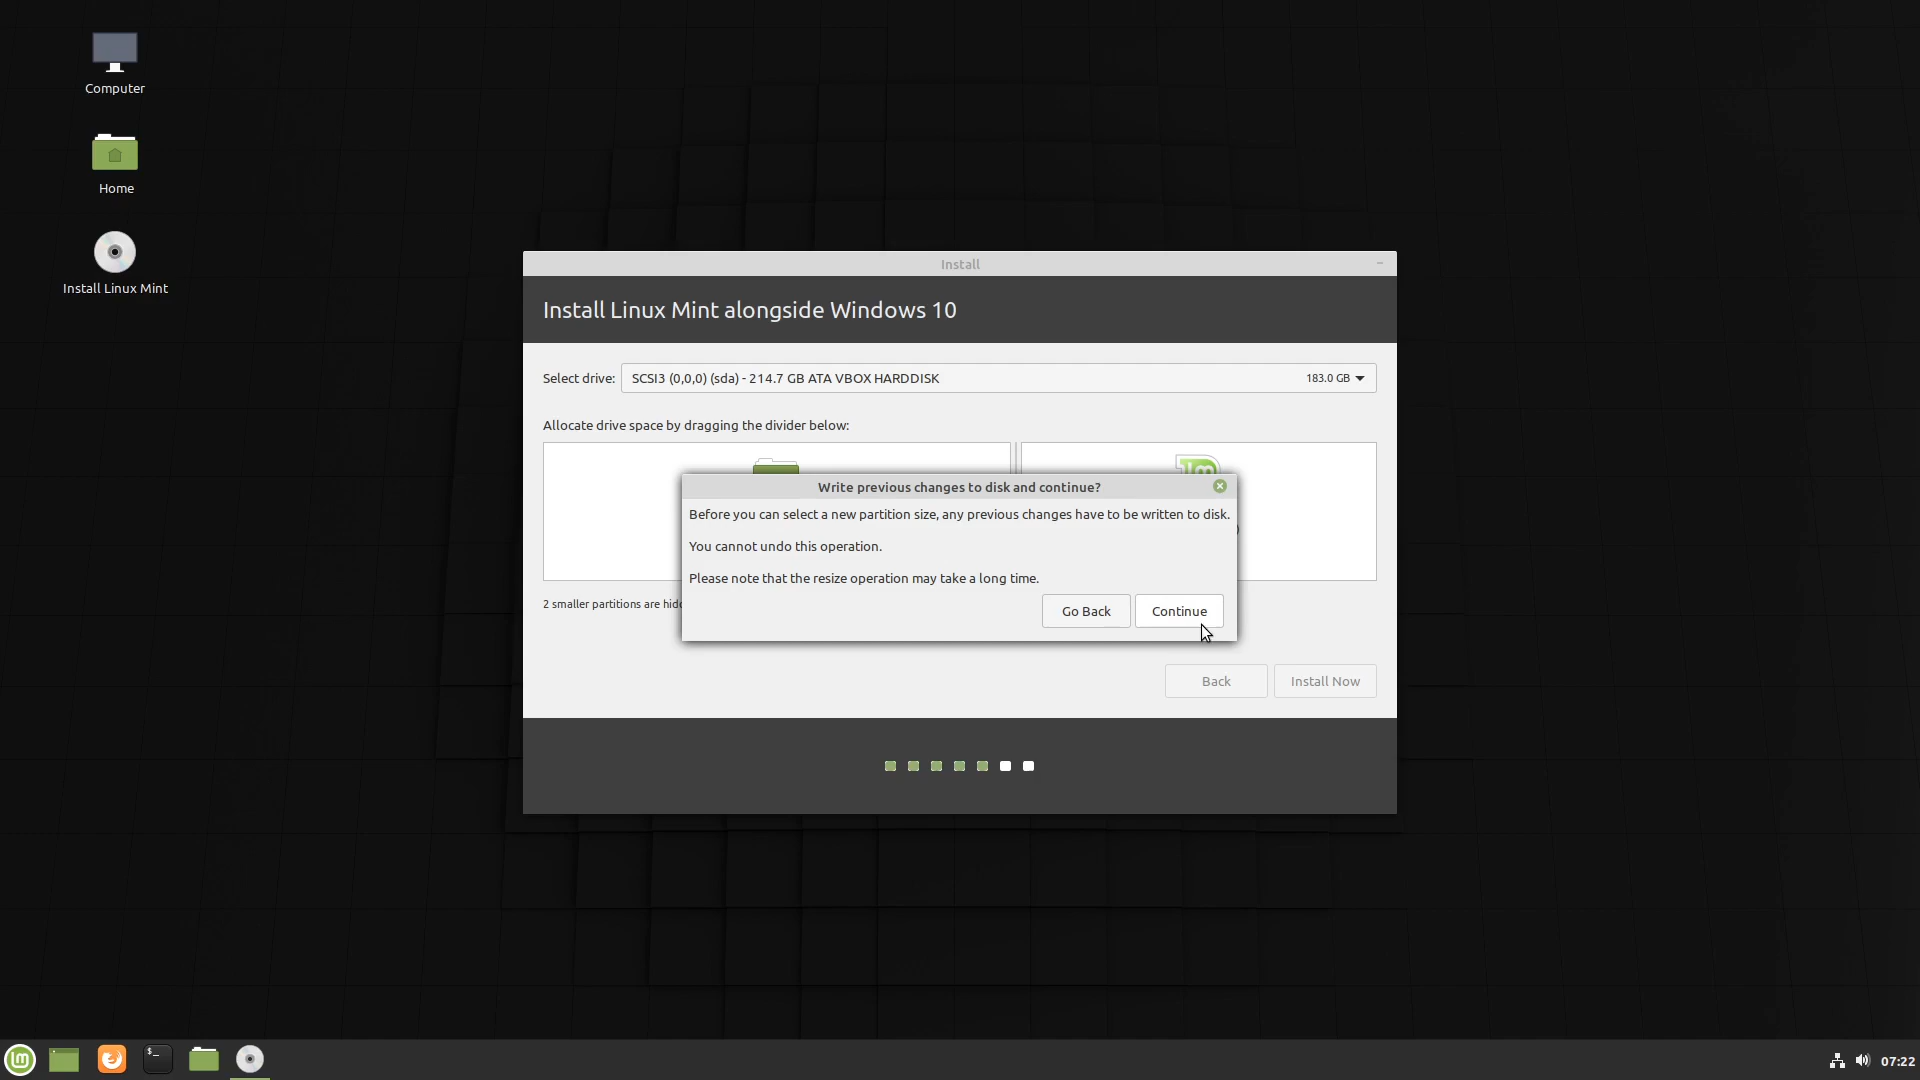 Computer
Home
Install Linux Mint
Install
Install Linux Mint alongside Windows 10
Select drive:
SCSI3 (0,0,0) (sda) - 214.7 GB ATA VBOX HARDDISK
183.0 GB
Allocate drive space by dragging the divider below:
Write previous changes to disk and continue?
Before you can select a new partition size, any previous changes have to be written to disk.
You cannot undo this operation.
Please note that the resize operation may take a long time.
2 smaller partitions are
Go Back
Continue
Back
Install Now
07:22